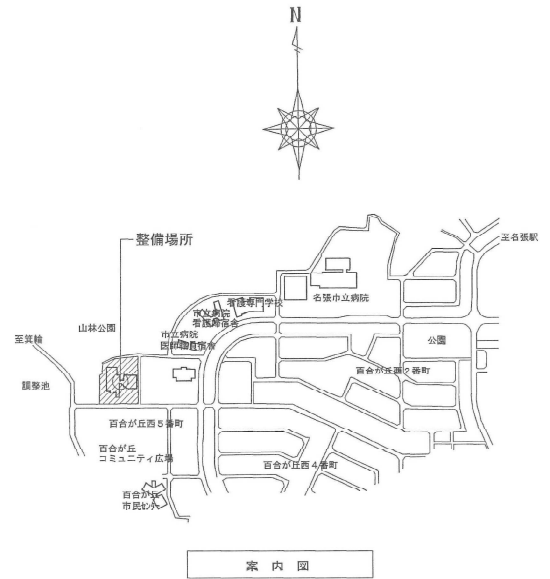 N
整備場所
至名張駅
看護専門学校
名張市立病院
市立病院
看護師宿舎
山林公園
市立病院
医師職員宿舎
至箕輪
公園
百合が丘西2番町
調整池
百合が丘西5番町
百合が丘
コミュニティ広場
百合が丘西4番町
百合が丘
市民センター
案内図